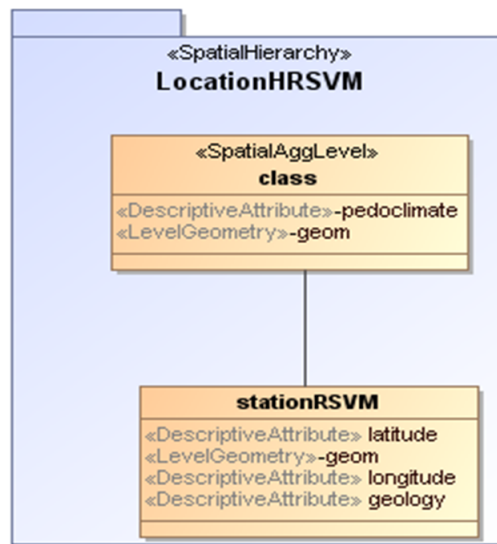 «SpatialHierarchy»
LocationHRSVM
«SpatialAggLevel»
class
«DescriptiveAttribute»-pedoclimate
«LevelGeometry»-geom
stationRSVM
«DescriptiveAttribute» latitude
«LevelGeometry»-geom
«DescriptiveAttribute» longitude
«DescriptiveAttribute» geology